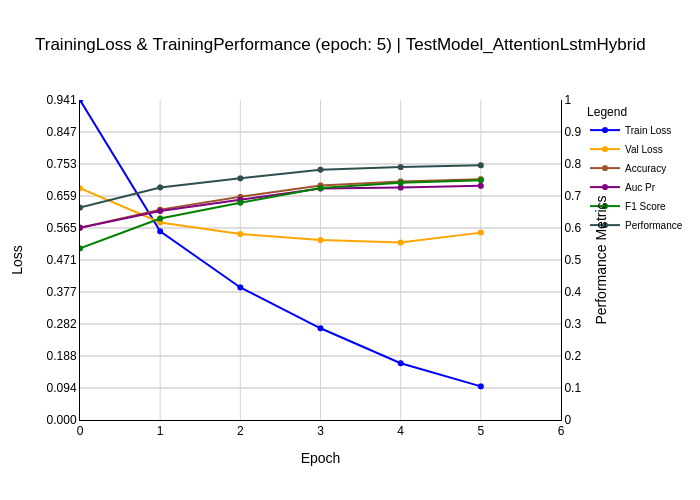 TrainingLoss & TrainingPerformance (epoch: 5) | TestModel_AttentionLstmHybrid
0.941
0.847
0.753
0.659
0.565
0.471
0.377
0.282
0.188
0.094
0.000
Loss
0
1
2
3
4
5
6
Epoch
1
0.9
0.8
0.7
0.6
0.5
0.4
0.3
0.2
0.1
0
Performance Metrics
Legend
Train Loss
Val Loss
Accuracy
Auc Pr
F1 Score
Performance